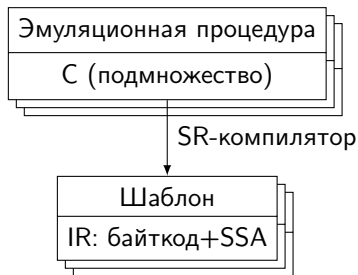 Эмуляционная процедура
C (подмножество)
SR-компилятор
Шаблон
IR: байткод+SSA